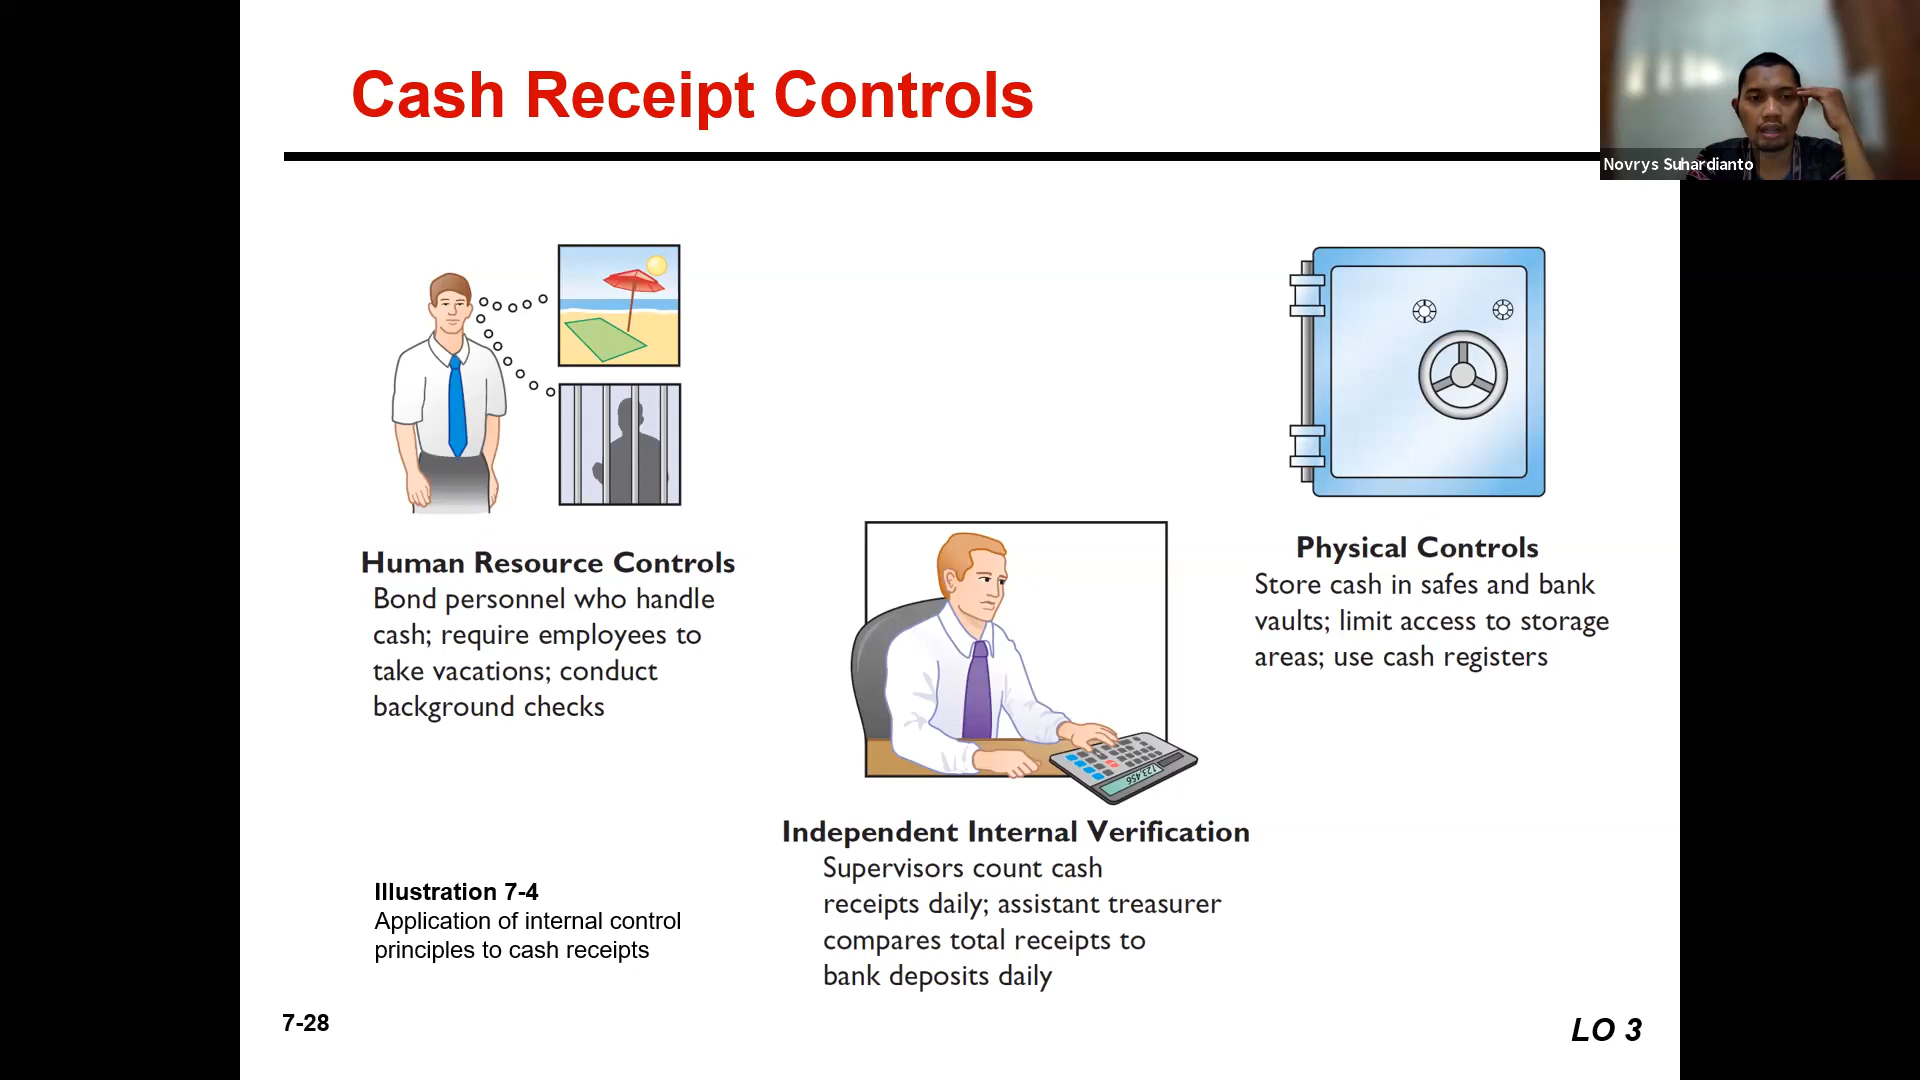 Cash Receipt Controls
Novrys Suhardianto
Human Resource Controls
Bond personnel who handle
cash; require employees to
take vacations; conduct
background checks
Physical Controls
Store cash in safes and bank
vaults; limit access to storage
areas; use cash registers
123,456
Independent Internal Verification
Supervisors count cash
receipts daily; assistant treasurer
compares total receipts to
bank deposits daily
Illustration 7-4
Application of internal control
principles to cash receipts
7-28
LO 3